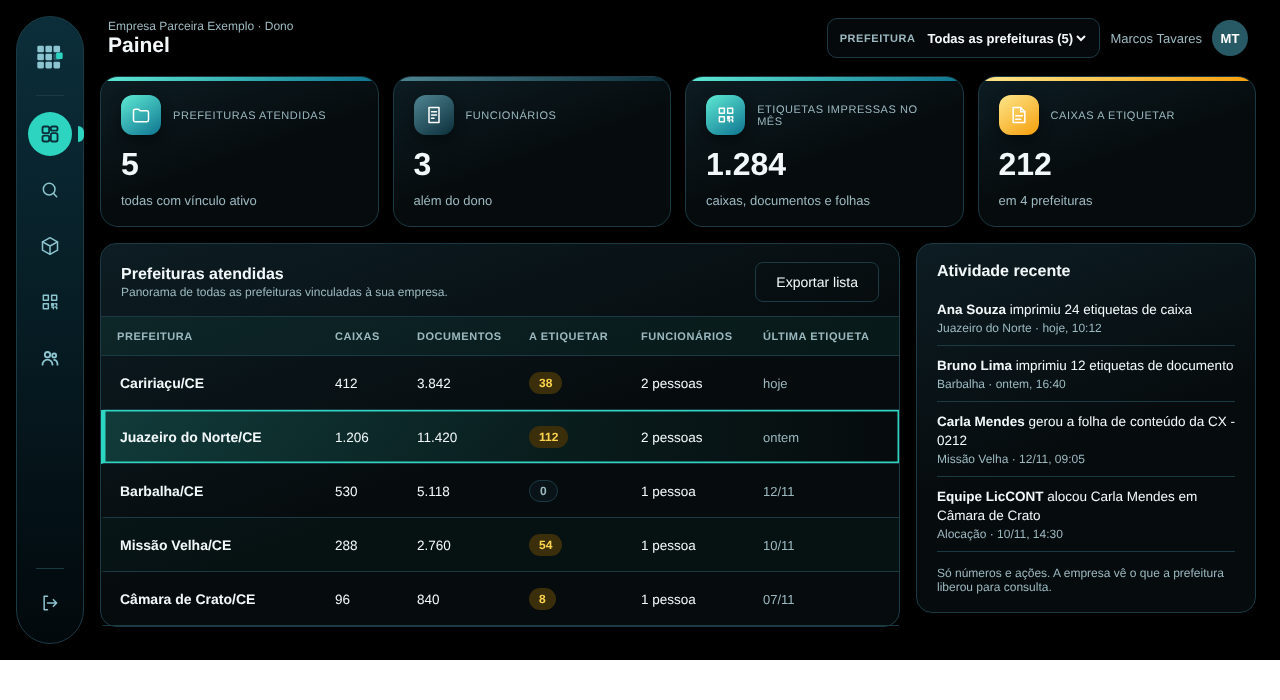 Empresa Parceira Exemplo · Dono
Painel
PREFEITURA Todas as prefeituras (5)
Marcos Tavares
MT
PREFEITURAS ATENDIDAS
5
todas com vínculo ativo
FUNCIONÁRIOS
3
além do dono
ETIQUETAS IMPRESSAS NO
MÊS
1.284
caixas, documentos e folhas
CAIXAS A ETIQUETAR
212
em 4 prefeituras
Prefeituras atendidas
Panorama de todas as prefeituras vinculadas à sua empresa.
Exportar lista
PREFEITURA CAIXAS DOCUMENTOS A ETIQUETAR FUNCIONÁRIOS ÚLTIMA ETIQUETA
Caririaçu/CE 412 3.842 38 2 pessoas hoje
Juazeiro do Norte/CE 1.206 11.420 112 2 pessoas ontem
Barbalha/CE 530 5.118 0 1 pessoa 12/11
Missão Velha/CE 288 2.760 54 1 pessoa 10/11
Câmara de Crato/CE 96 840 8 1 pessoa 07/11
Atividade recente
Ana Souza imprimiu 24 etiquetas de caixa
Juazeiro do Norte · hoje, 10:12
Bruno Lima imprimiu 12 etiquetas de documento
Barbalha · ontem, 16:40
Carla Mendes gerou a folha de conteúdo da CX -
0212
Missão Velha · 12/11, 09:05
Equipe LicCONT alocou Carla Mendes em
Câmara de Crato
Alocação · 10/11, 14:30
Só números e ações. A empresa vê o que a prefeitura
liberou para consulta.